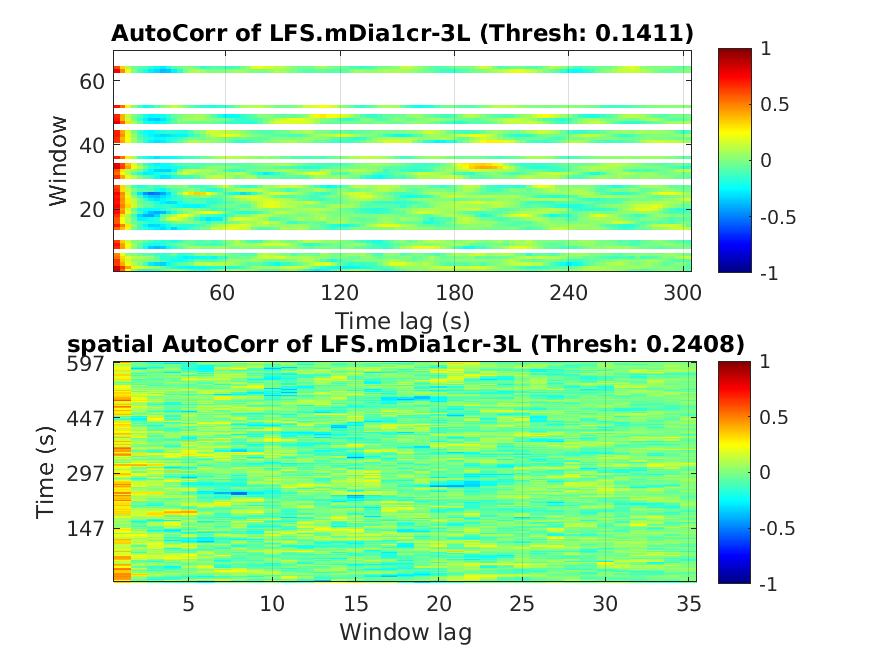 AutoCorr of LFS.mDia1cr-3L (Thresh: 0.1411)
60
40
20
Window
60 120 180 240 300
Time lag (s)
1
0.5
0
-0.5
-1
spatial AutoCorr of LFS.mDia1cr-3L (Thresh: 0.2408)
597
447
297
147
Time (s)
5 10 15 20 25 30 35
Window lag
1
0.5
0
-0.5
-1